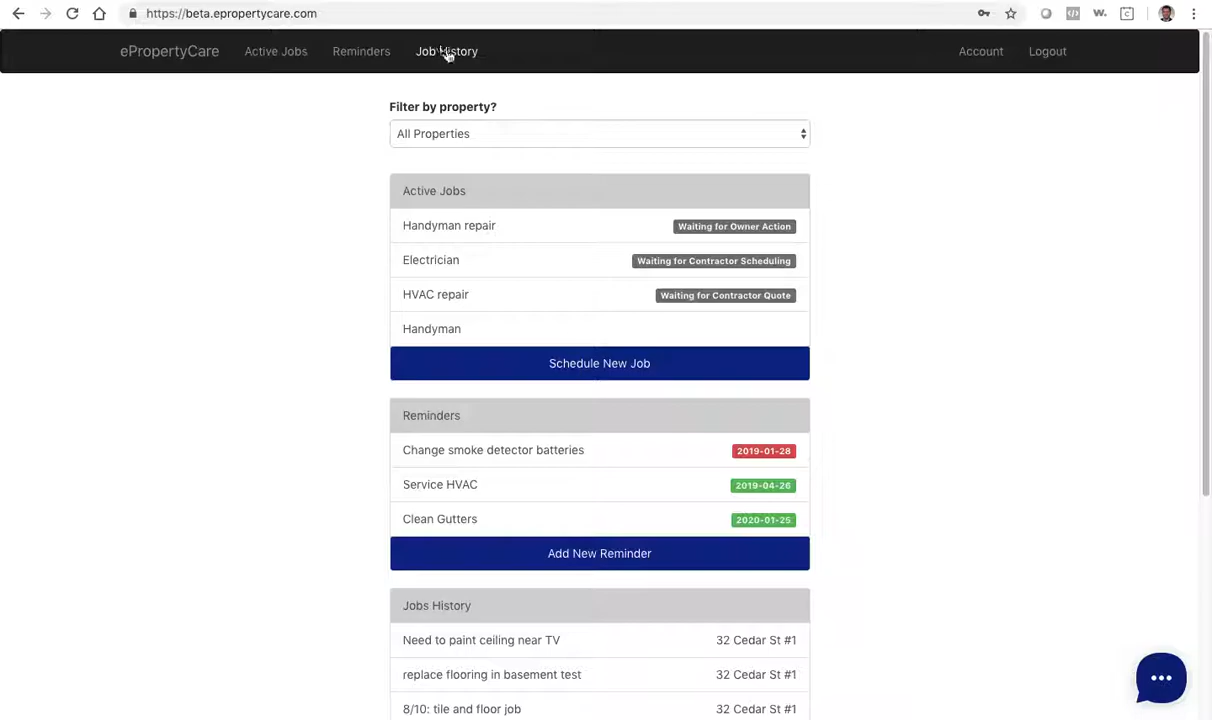 https://beta.epropertycare.com
ePropertyCare Active Jobs Reminders Job History Account Logout
Filter by property?
All Properties
Active Jobs
Handyman repair Waiting for Owner Action
Electrician Waiting for Contractor Scheduling
HVAC repair Waiting for Contractor Quote
Handyman
Schedule New Job
Reminders
Change smoke detector batteries 2019-01-28
Service HVAC 2019-04-26
Clean Gutters 2020-01-25
Add New Reminder
Jobs History
Need to paint ceiling near TV 32 Cedar St #1
replace flooring in basement test 32 Cedar St #1
8/10: tile and floor job 32 Cedar St #1